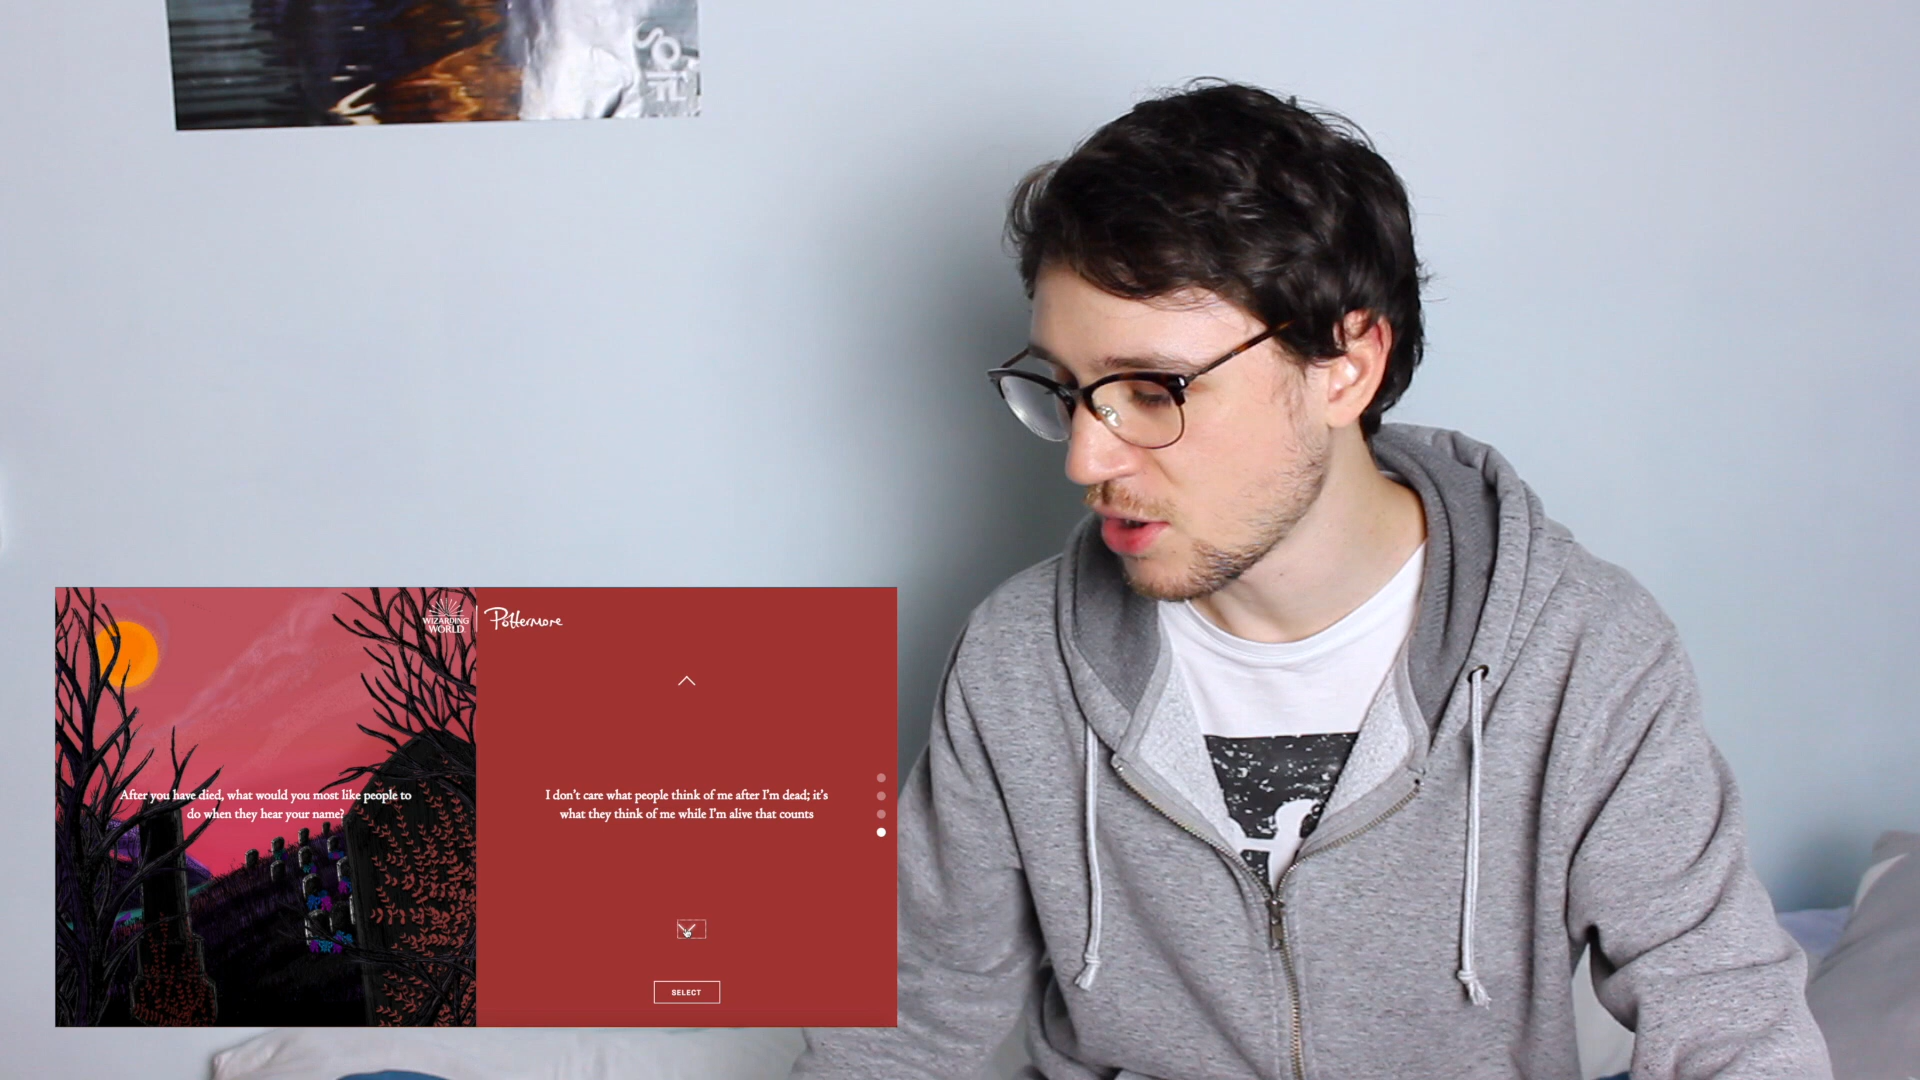 WIZARDING
WORLD
Pottermore
After you have died, what would you most like people to
do when they hear your name?
I don't care what people think of me after I'm dead; it's
what they think of me while I'm alive that counts
SELECT